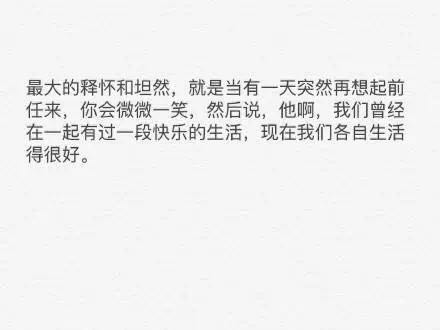 最大的释怀和坦然，就是当有一天突然再想起前
任来，你会微微一笑，然后说，他啊，我们曾经
在一起有过一段快乐的生活，现在我们各自生活
得很好。